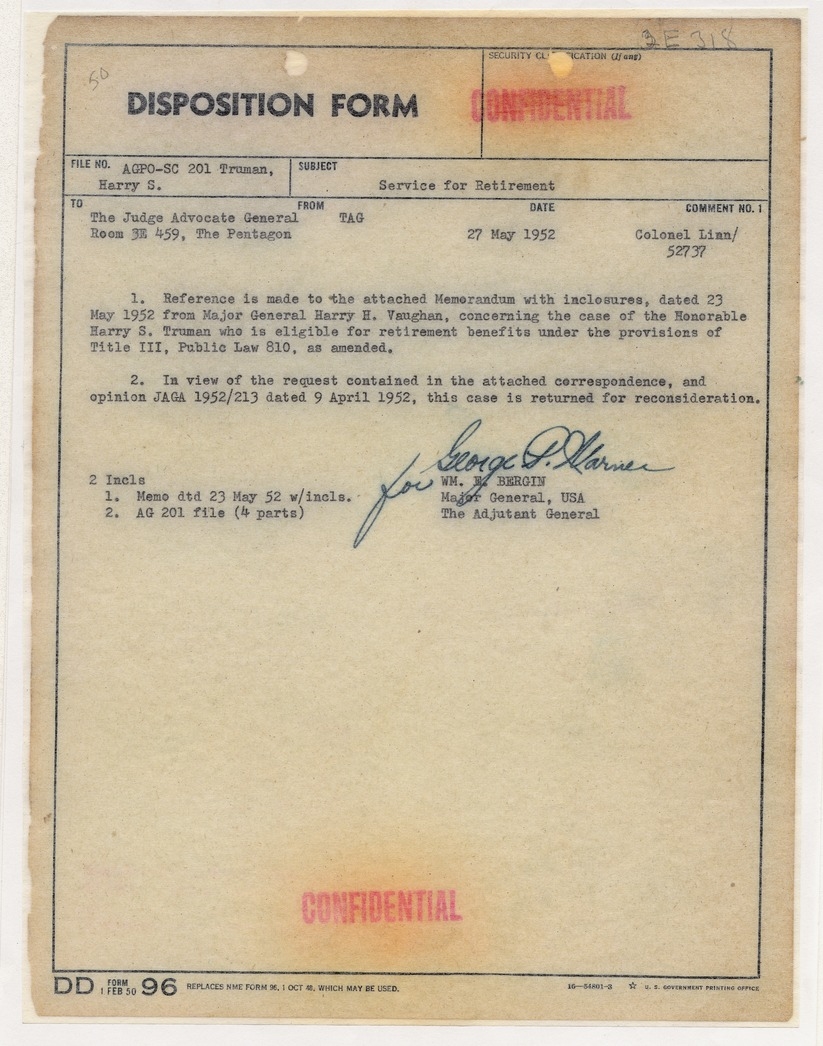 3E 318
50
SECURITY CLASSIFICATION (If any)
DISPOSITION FORM
CONFIDENTIAL
FILE NO. AGPO-SC 201 Truman,
Harry S.
SUBJECT
Service for Retirement
TO FROM DATE COMMENT NO. 1
The Judge Advocate General TAG
Room 3E 459, The Pentagon 27 May 1952 Colonel Linn/
52737
1. Reference is made to the attached Memorandum with inclosures, dated 23
May 1952 from Major General Harry H. Vaughan, concerning the case of the Honorable
Harry S. Truman who is eligible for retirement benefits under the provisions of
Title III, Public Law 810, as amended.
2. In view of the request contained in the attached correspondence, and
opinion JAGA 1952/213 dated 9 April 1952, this case is returned for reconsideration.
for George P. Warner
2 Incls
1. Memo dtd 23 May 52 w/incls.
2. AG 201 file (4 parts)
WM. E. BERGIN
Major General, USA
The Adjutant General
CONFIDENTIAL
DD FORM 1 FEB 50 96 REPLACES NME FORM 96, 1 OCT 48, WHICH MAY BE USED. 16—54801-3 ☆ U. S. GOVERNMENT PRINTING OFFICE